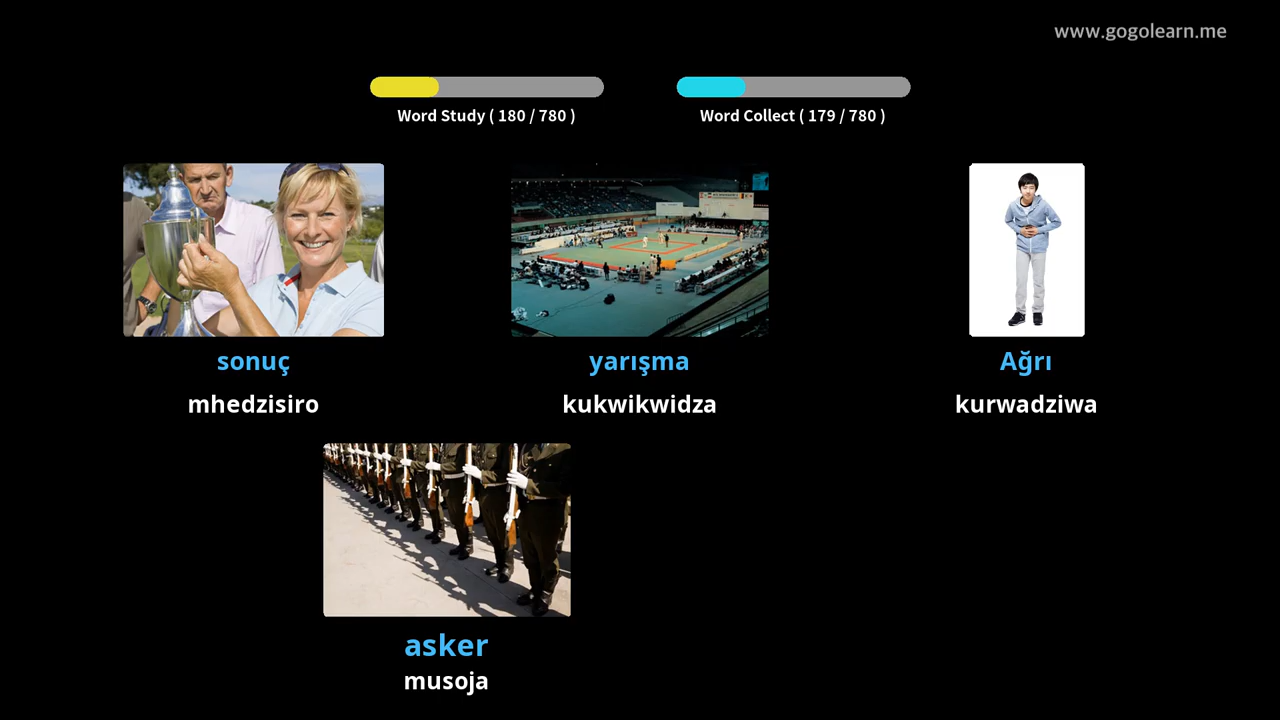 www.gogolearn.me
Word Study ( 180 / 780 )
Word Collect ( 179 / 780 )
sonuç
mhedzisiro
yarışma
kukwikwidza
Ağrı
kurwadziwa
asker
musoja